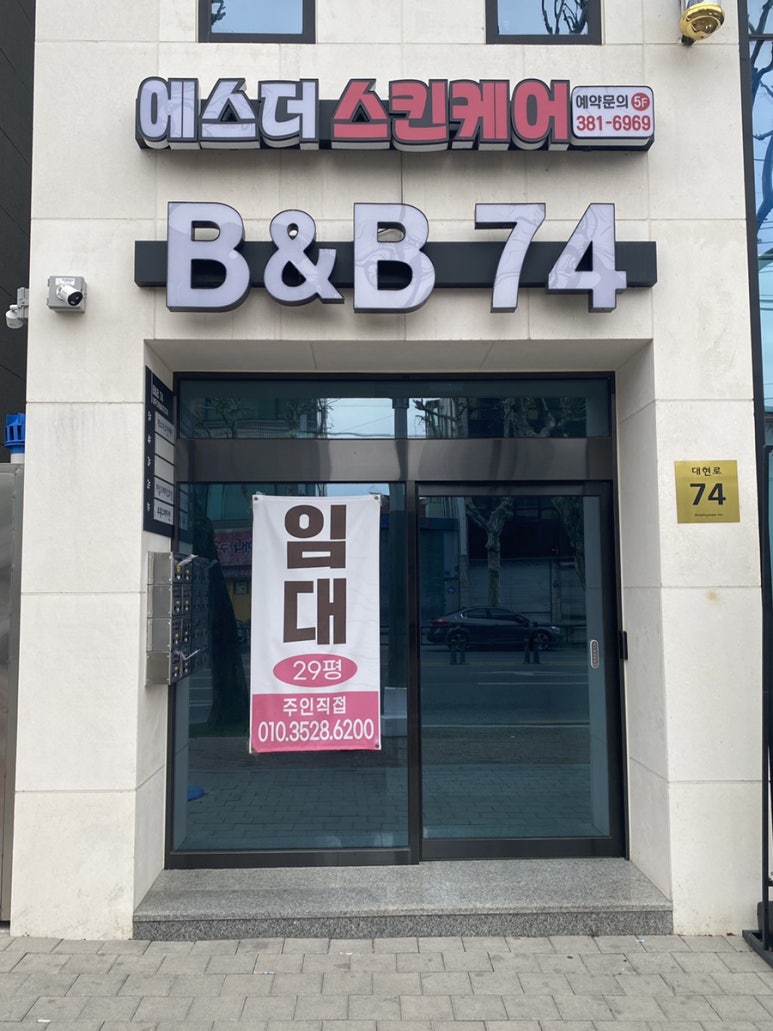 에스더 스킨케어
예약문의 5F
381-6969
B&B 74
대현로
74
임대
29평
주인직접
010.3528.6200